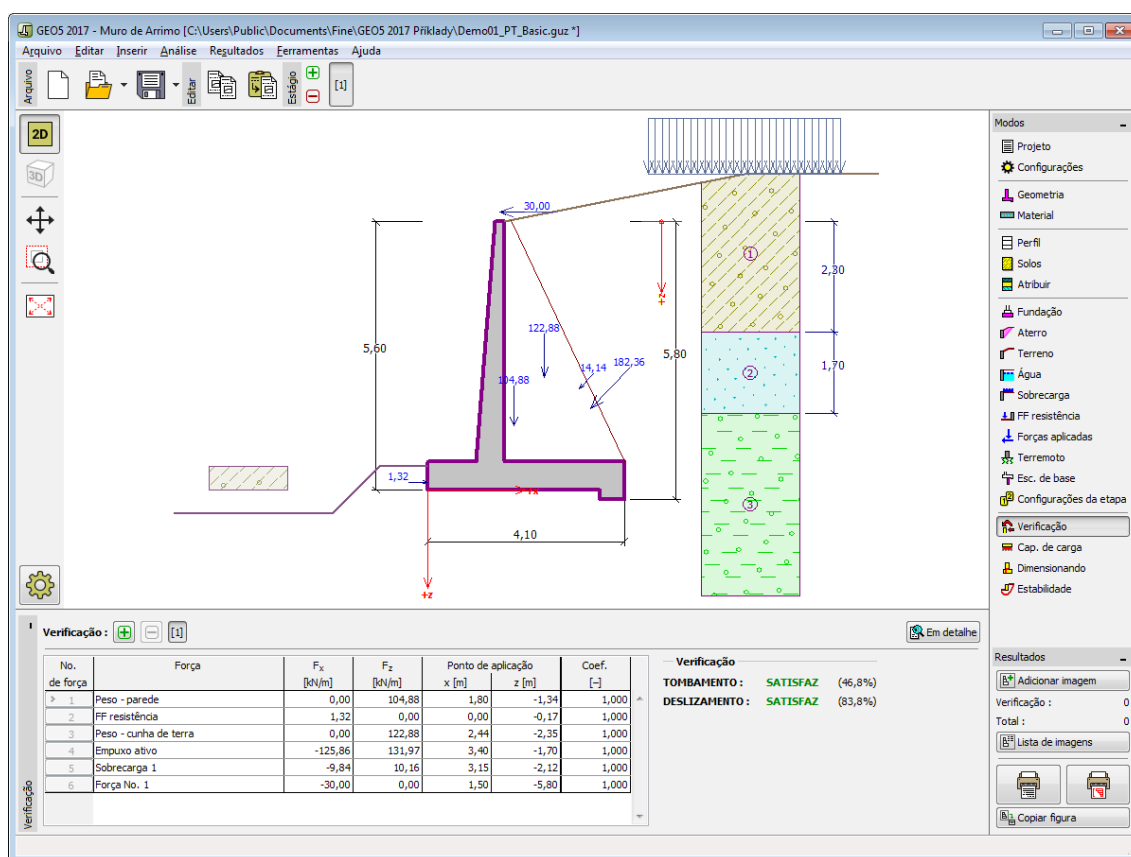 GEO5 2017 - Muro de Arrimo [C:\Users\Public\Documents\Fine\GEO5 2017 Příklady\Demo01_PT_Basic.guz *]
Arquivo Editar Inserir Análise Resultados Ferramentas Ajuda
Arquivo
Editar
Estágio
[1]
2D
3D
30,00
5,60
122,88
104,88
14,14
182,36
5,80
+z
1
2,30
2
1,70
3
1,32
+x
4,10
+z
Modos
Projeto
Configurações
Geometria
Material
Perfil
Solos
Atribuir
Fundação
Aterro
Terreno
Água
Sobrecarga
FF resistência
Forças aplicadas
Terremoto
Esc. de base
Configurações da etapa
Verificação
Cap. de carga
Dimensionando
Estabilidade
Verificação : [1]
Em detalhe
No. Força Fx Fz Ponto de aplicação Coef.
de força [kN/m] [kN/m] x [m] z [m] [–]
1 Peso - parede 0,00 104,88 1,80 -1,34 1,000
2 FF resistência 1,32 0,00 0,00 -0,17 1,000
3 Peso - cunha de terra 0,00 122,88 2,44 -2,35 1,000
4 Empuxo ativo -125,86 131,97 3,40 -1,70 1,000
5 Sobrecarga 1 -9,84 10,16 3,15 -2,12 1,000
6 Força No. 1 -30,00 0,00 1,50 -5,80 1,000
Verificação
TOMBAMENTO : SATISFAZ (46,8%)
DESLIZAMENTO : SATISFAZ (83,8%)
Verificação
Resultados
Adicionar imagem
Verificação : 0
Total : 0
Lista de imagens
Copiar figura